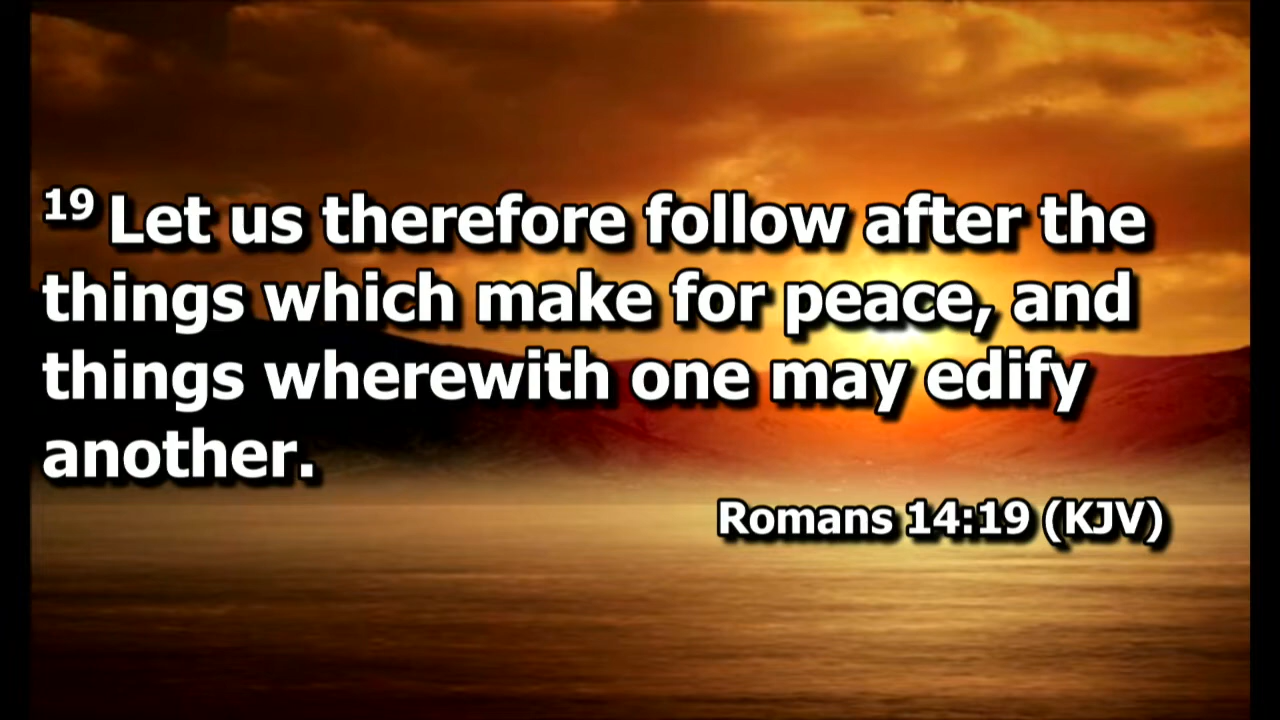 19 Let us therefore follow after the
things which make for peace, and
things wherewith one may edify
another.
Romans 14:19 (KJV)